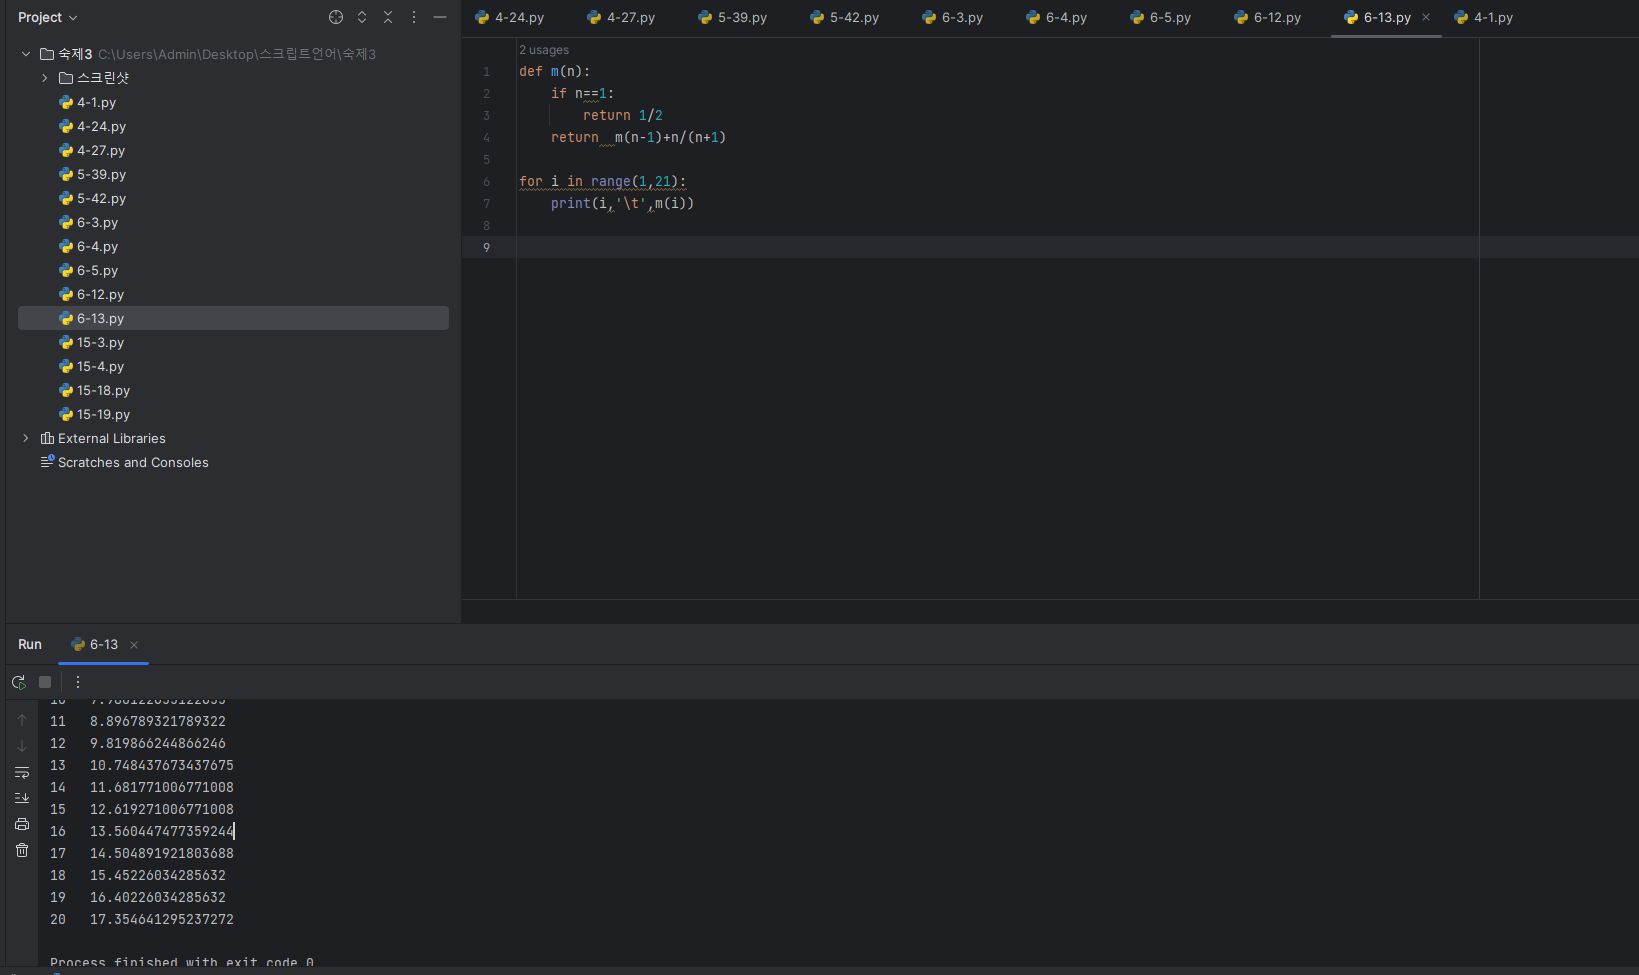 Project
4-24.py 4-27.py 5-39.py 5-42.py 6-3.py 6-4.py 6-5.py 6-12.py 6-13.py 4-1.py
숙제3 C:\Users\Admin\Desktop\스크립트언어\숙제3
스크린샷
4-1.py
4-24.py
4-27.py
5-39.py
5-42.py
6-3.py
6-4.py
6-5.py
6-12.py
6-13.py
15-3.py
15-4.py
15-18.py
15-19.py
External Libraries
Scratches and Consoles
2 usages
1 def m(n):
2     if n==1:
3         return 1/2
4     return  m(n-1)+n/(n+1)
5
6 for i in range(1,21):
7     print(i,'\t',m(i))
8
9
Run 6-13
11 8.896789321789322
12 9.819866244866246
13 10.748437673437675
14 11.681771006771008
15 12.619271006771008
16 13.560447477359244
17 14.504891921803688
18 15.45226034285632
19 16.40226034285632
20 17.354641295237272
Process finished with exit code 0